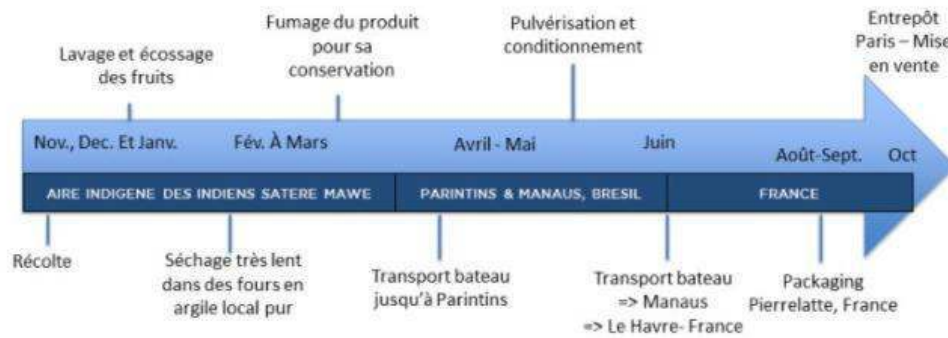 Lavage et écossage
des fruits
Fumage du produit
pour sa
conservation
Pulvérisation et
conditionnement
Entrepôt
Paris – Mise
en vente
Nov., Dec. Et Janv.
Fév. À Mars
Avril - Mai
Juin
Août-Sept.
Oct
AIRE INDIGENE DES INDIENS SATERE MAWE
PARINTINS & MANAUS, BRESIL
FRANCE
Récolte
Séchage très lent
dans des fours en
argile local pur
Transport bateau
jusqu'à Parintins
Transport bateau
=> Manaus
=> Le Havre- France
Packaging
Pierrelatte, France